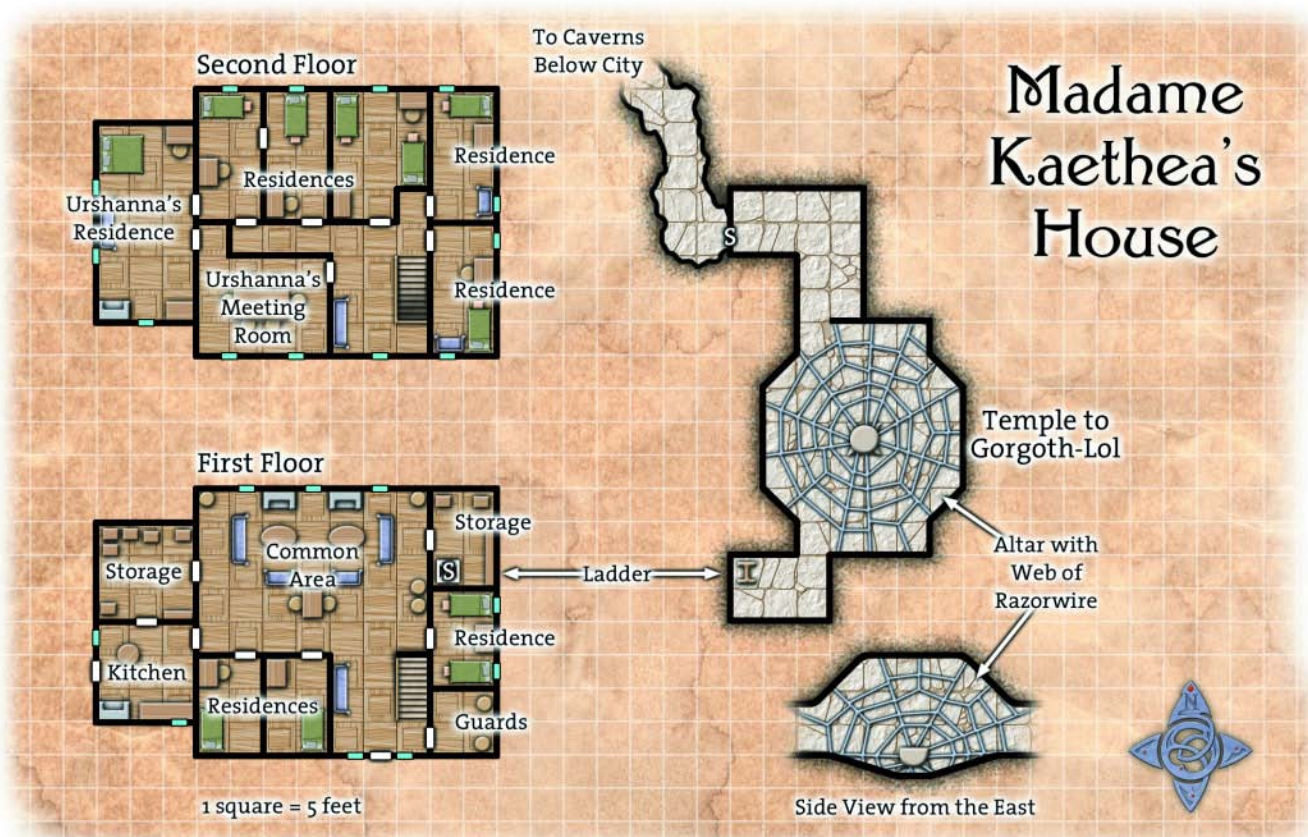 Madame
Kaethea's
House
Second Floor
Urshanna's
Residence
Residences
Residence
Residence
Urshanna's
Meeting
Room
To Caverns
Below City
S
Temple to
Gorgoth-Lol
First Floor
Storage
Kitchen
Common
Area
Storage
S
Residence
Residences
Guards
Ladder
Altar with
Web of
Razorwire
1 square = 5 feet
Side View from the East
N